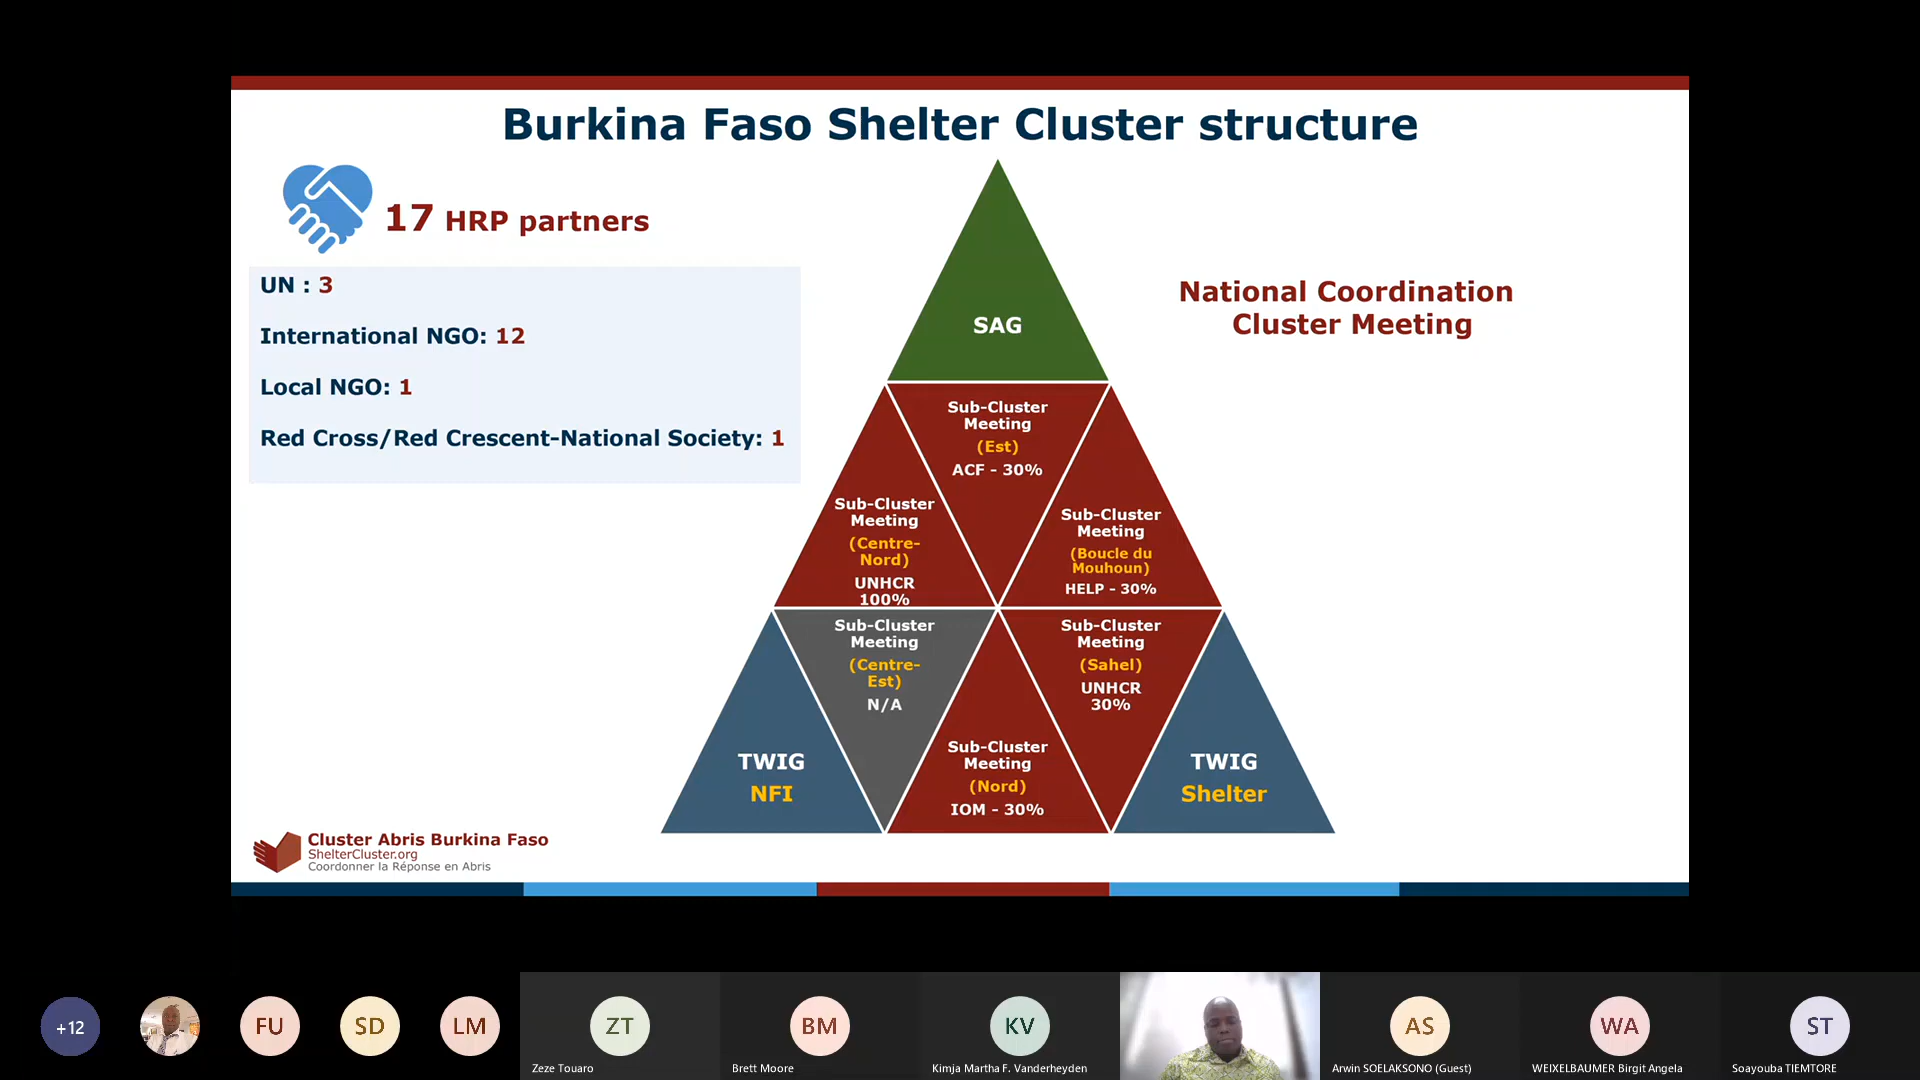 Burkina Faso Shelter Cluster structure
17 HRP partners
UN : 3
International NGO: 12
Local NGO: 1
Red Cross/Red Crescent-National Society: 1
SAG
National Coordination
Cluster Meeting
Sub-Cluster
Meeting
(Est)
ACF - 30%
Sub-Cluster
Meeting
(Centre-
Nord)
UNHCR
100%
Sub-Cluster
Meeting
(Boucle du
Mouhoun)
HELP - 30%
Sub-Cluster
Meeting
(Centre-
Est)
N/A
Sub-Cluster
Meeting
(Sahel)
UNHCR
30%
TWIG
NFI
Sub-Cluster
Meeting
(Nord)
IOM - 30%
TWIG
Shelter
Cluster Abris Burkina Faso
ShelterCluster.org
Coordonner la Réponse en Abris
+12
FU
SD
LM
ZT
Zeze Touaro
BM
Brett Moore
KV
Kimja Martha F. Vanderheyden
AS
Arwin SOELAKSONO (Guest)
WA
WEIXELBAUMER Birgit Angela
ST
Soayouba TIEMTORE